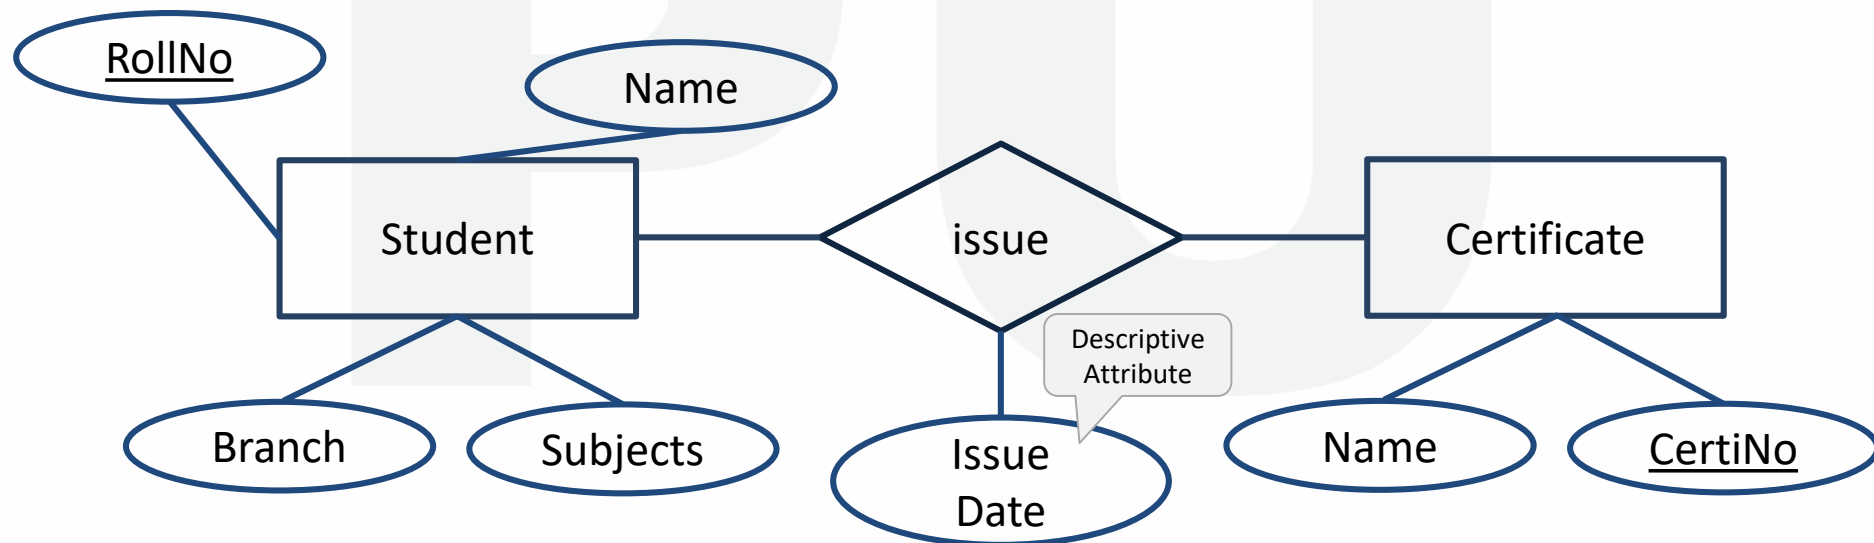 RollNo
Name
Student
issue
Certificate
Descriptive
Attribute
Branch
Subjects
Issue
Date
Name
CertiNo